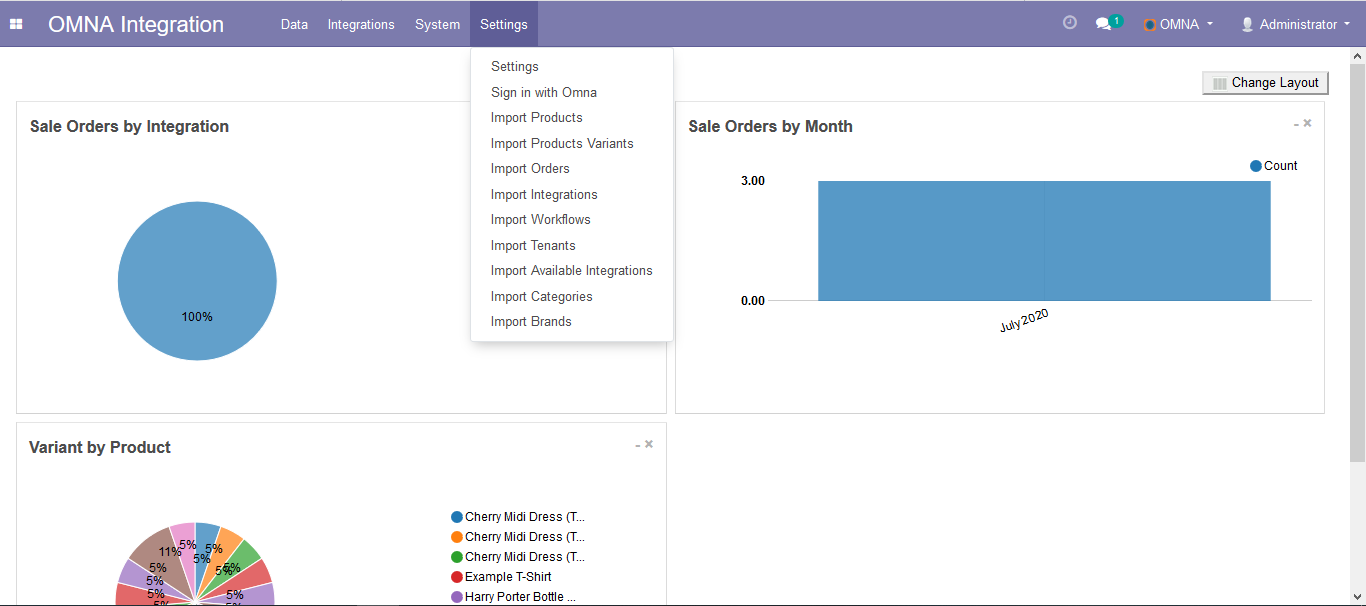 OMNA Integration
Data
Integrations
System
Settings
1
OMNA
Administrator
Settings
Sign in with Omna
Import Products
Import Products Variants
Import Orders
Import Integrations
Import Workflows
Import Tenants
Import Available Integrations
Import Categories
Import Brands
Change Layout
Sale Orders by Integration
100%
Sale Orders by Month
Count
3.00
0.00
July 2020
Variant by Product
5%
5%
5%
11%
5%
5%
5%
5%
5%
5%
5%
5%
5%
Cherry Midi Dress (T...
Cherry Midi Dress (T...
Cherry Midi Dress (T...
Example T-Shirt
Harry Porter Bottle ...